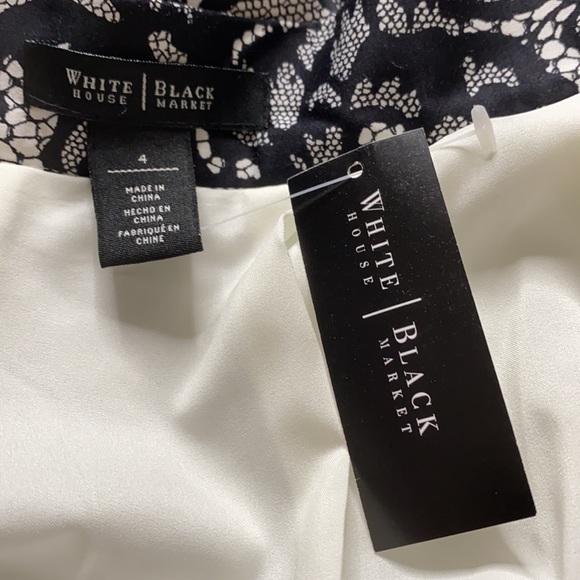 WHITE | BLACK
HOUSE | MARKET
4
MADE IN
CHINA
HECHO EN
CHINA
FABRIQUÉ EN
CHINE
WHITE | BLACK
HOUSE | MARKET